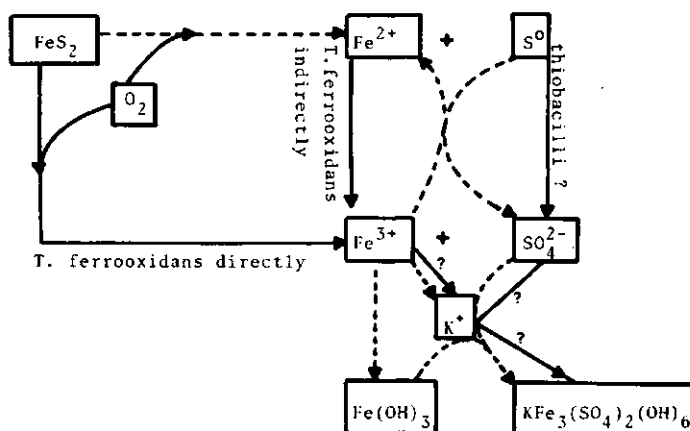 FeS2
Fe2+
+
S0
O2
T.ferrooxidans
indirectly
thiobacilli ?
Fe3+
+
SO42-
T. ferrooxidans directly
?
K+
?
?
Fe(OH)3
KFe3(SO4)2(OH)6